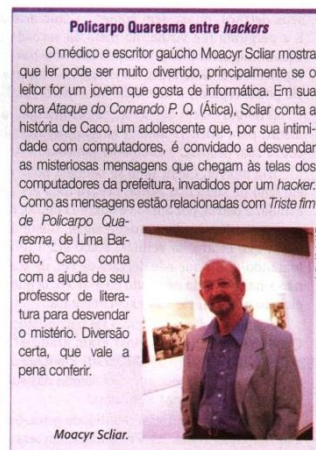 Policarpo Quaresma entre hackers
O médico e escritor gaúcho Moacyr Scliar mostra
que ler pode ser muito divertido, principalmente se o
leitor for um jovem que gosta de informática. Em sua
obra Ataque do Comando P. Q. (Ática), Scliar conta a
história de Caco, um adolescente que, por sua intimi-
dade com computadores, é convidado a desvendar
as misteriosas mensagens que chegam às telas dos
computadores da prefeitura, invadidos por um hacker.
Como as mensagens estão relacionadas com Triste fim
de Policarpo Qua-
resma, de Lima Bar-
reto, Caco conta
com a ajuda de seu
professor de litera-
tura para desvendar
o mistério. Diversão
certa, que vale a
pena conferir.
Moacyr Scliar.